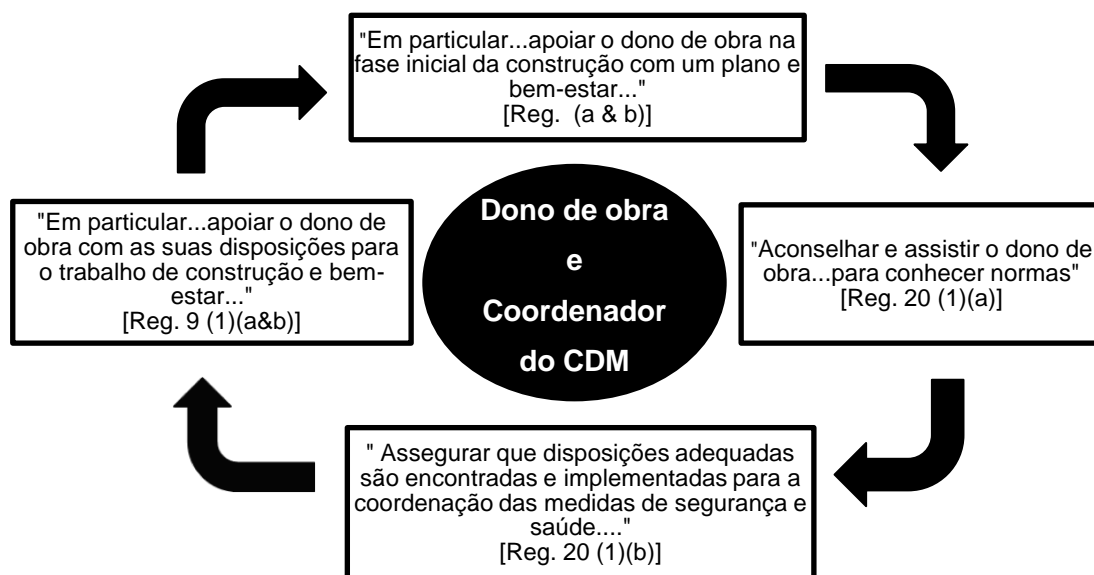 "Em particular...apoiar o dono de obra na
fase inicial da construção com um plano e
bem-estar..."
[Reg.  (a & b)]
"Em particular...apoiar o dono de
obra com as suas disposições para
o trabalho de construção e bem-
estar..."
[Reg. 9 (1)(a&b)]
Dono de obra
e
Coordenador
do CDM
"Aconselhar e assistir o dono de
obra...para conhecer normas"
[Reg. 20 (1)(a)]
" Assegurar que disposições adequadas
são encontradas e implementadas para a
coordenação das medidas de segurança e
saúde...."
[Reg. 20 (1)(b)]